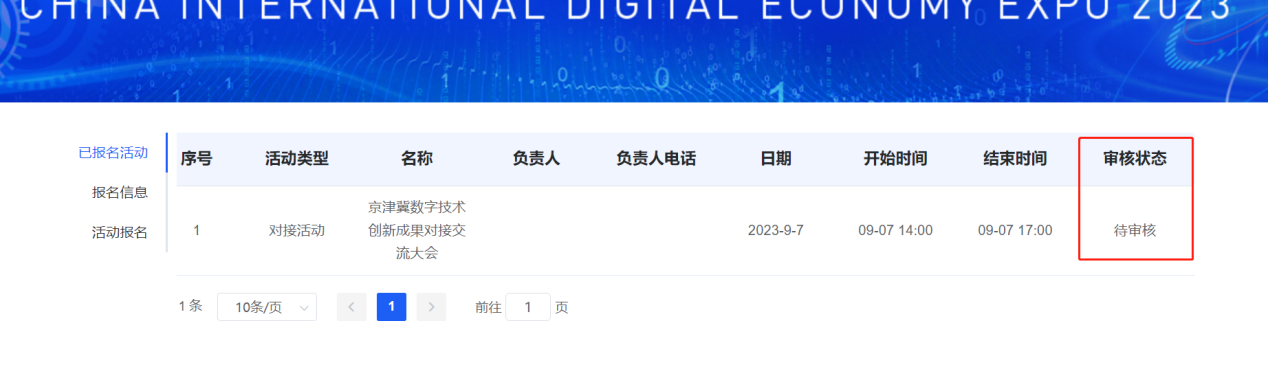 CHINA INTERNATIONAL DIGITAL ECONOMY EXPO 2023
已报名活动
报名信息
活动报名
序号 活动类型 名称 负责人 负责人电话 日期 开始时间 结束时间 审核状态
京津冀数字技术
1 对接活动 创新成果对接交 2023-9-7 09-07 14:00 09-07 17:00 待审核
流大会
1 条 10条/页 1 前往 1 页